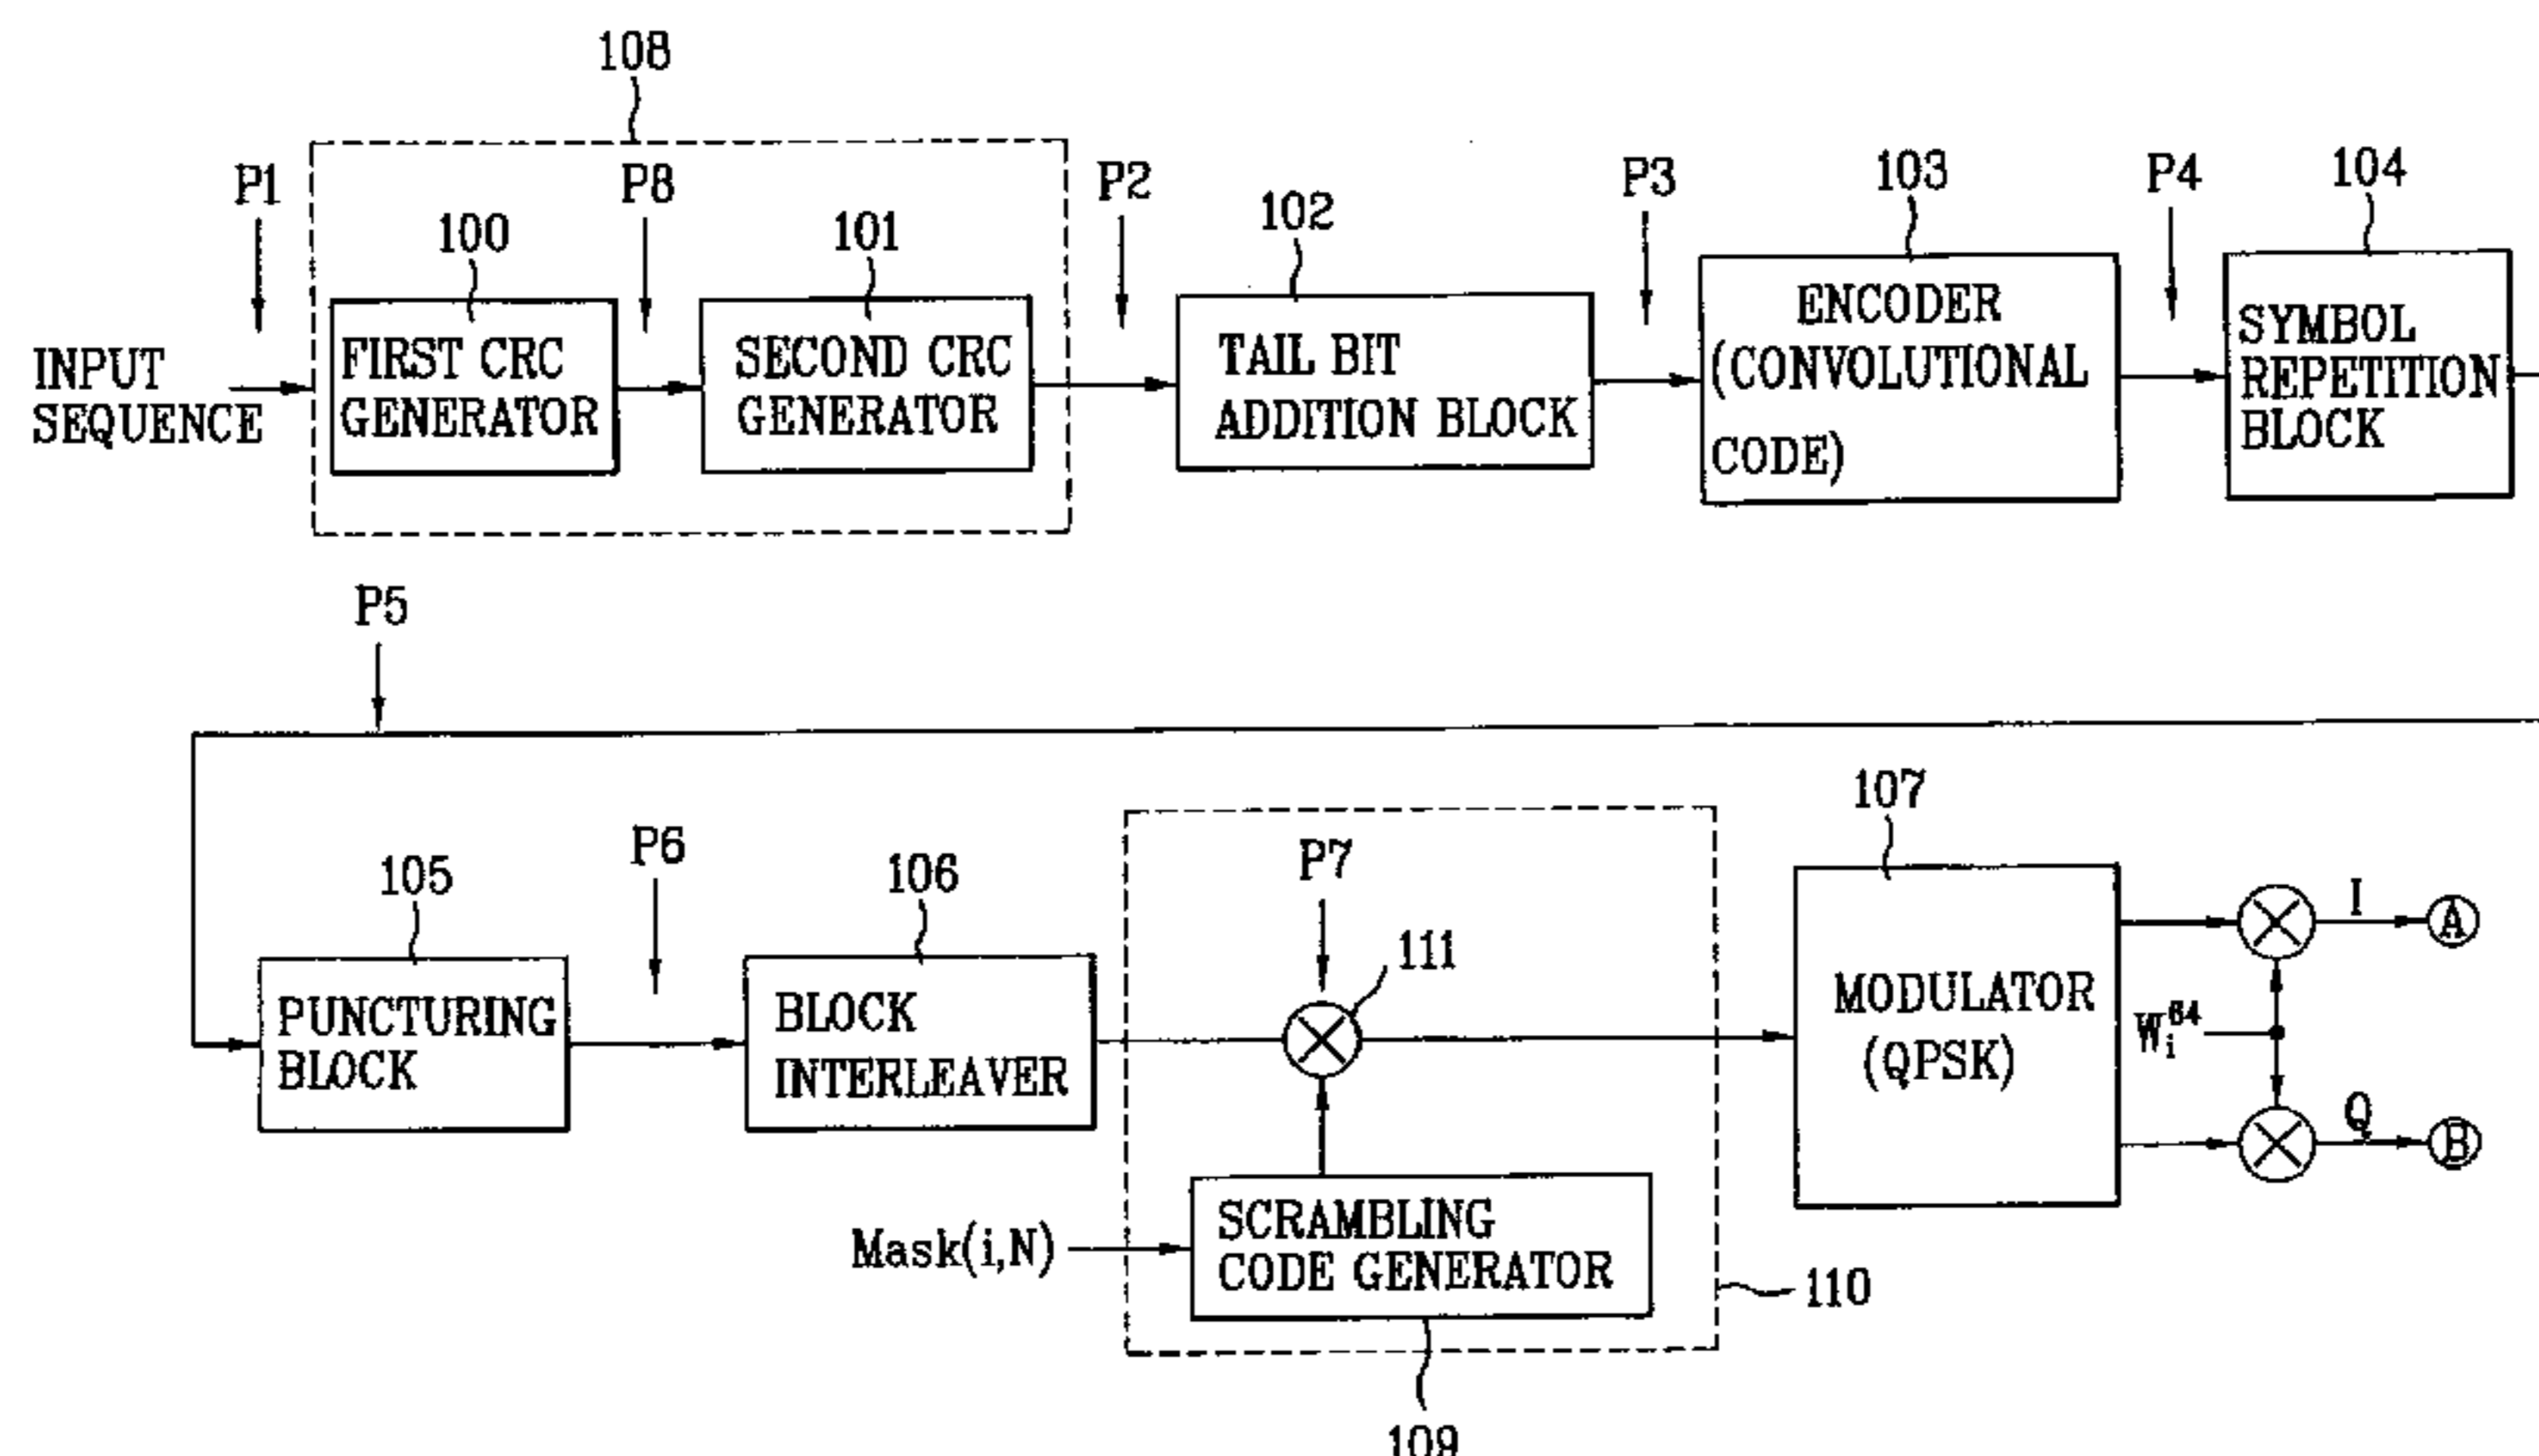 108
P1
P8
P2
P3
103
P4
104
100
101
102
INPUT
SEQUENCE
FIRST CRC
GENERATOR
SECOND CRC
GENERATOR
TAIL BIT
ADDITION BLOCK
ENCODER
(CONVOLUTIONAL
CODE)
SYMBOL
REPETITION
BLOCK
P5
105
P6
106
P7
111
107
PUNCTURING
BLOCK
BLOCK
INTERLEAVER
MODULATOR
(QPSK)
I
A
W_i^64
Q
B
Mask(i,N)
SCRAMBLING
CODE GENERATOR
110
109